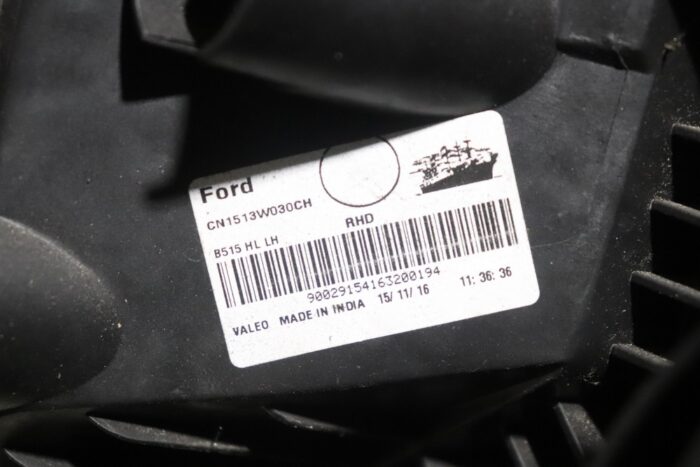 Ford
CN1513W030CH
RHD
B515 HL LH
90029154163200194
VALEO MADE IN INDIA 15/11/16 11:36:36